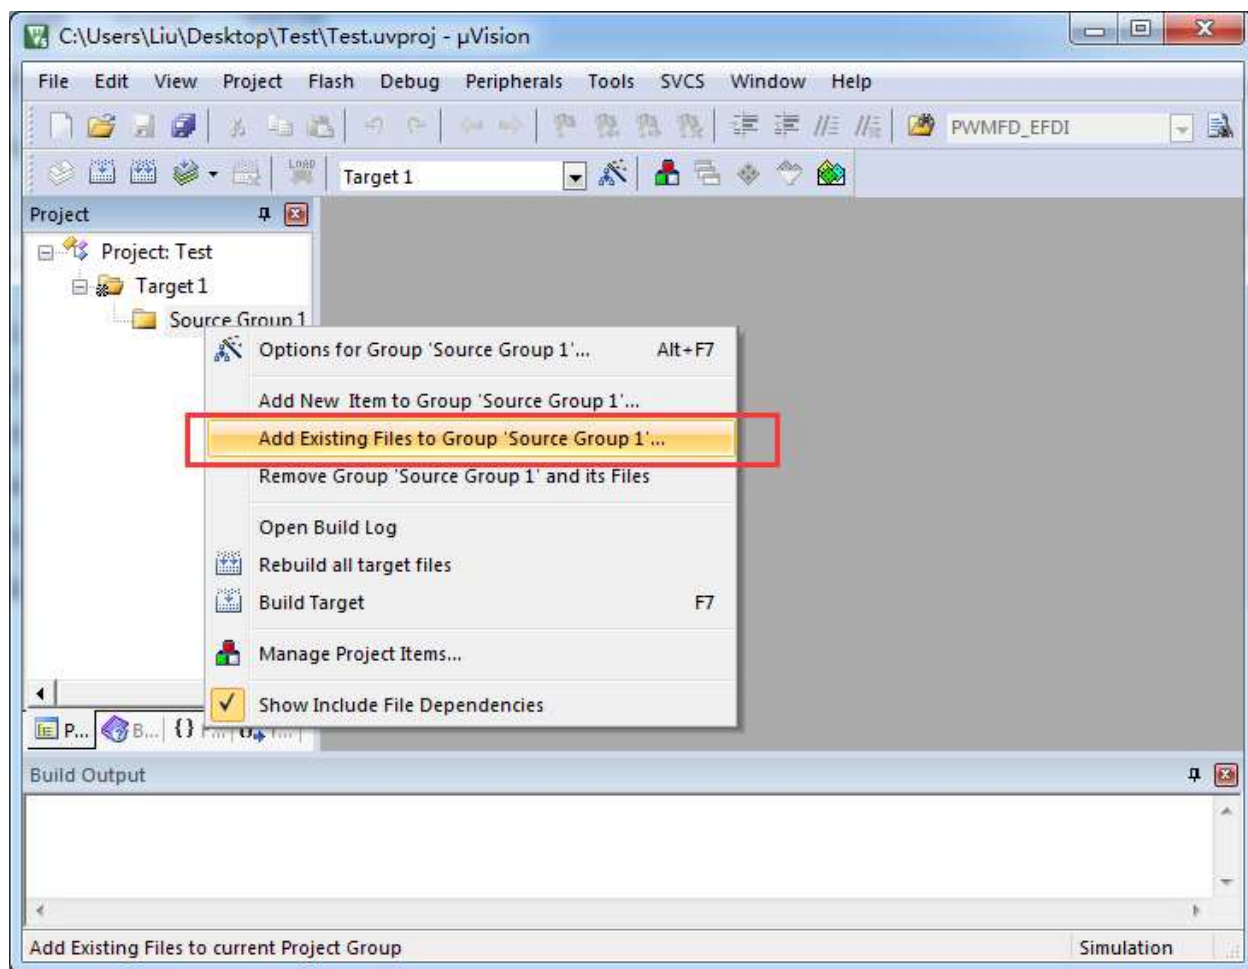 C:\Users\Liu\Desktop\Test\Test.uvproj - µVision
File Edit View Project Flash Debug Peripherals Tools SVCS Window Help
PWMFD_EFDI
LOAD Target 1
Project
Project: Test
Target 1
Source Group 1
Options for Group 'Source Group 1'... Alt+F7
Add New Item to Group 'Source Group 1'...
Add Existing Files to Group 'Source Group 1'...
Remove Group 'Source Group 1' and its Files
Open Build Log
Rebuild all target files
Build Target F7
Manage Project Items...
Show Include File Dependencies
P... B... {}
Build Output
Add Existing Files to current Project Group Simulation